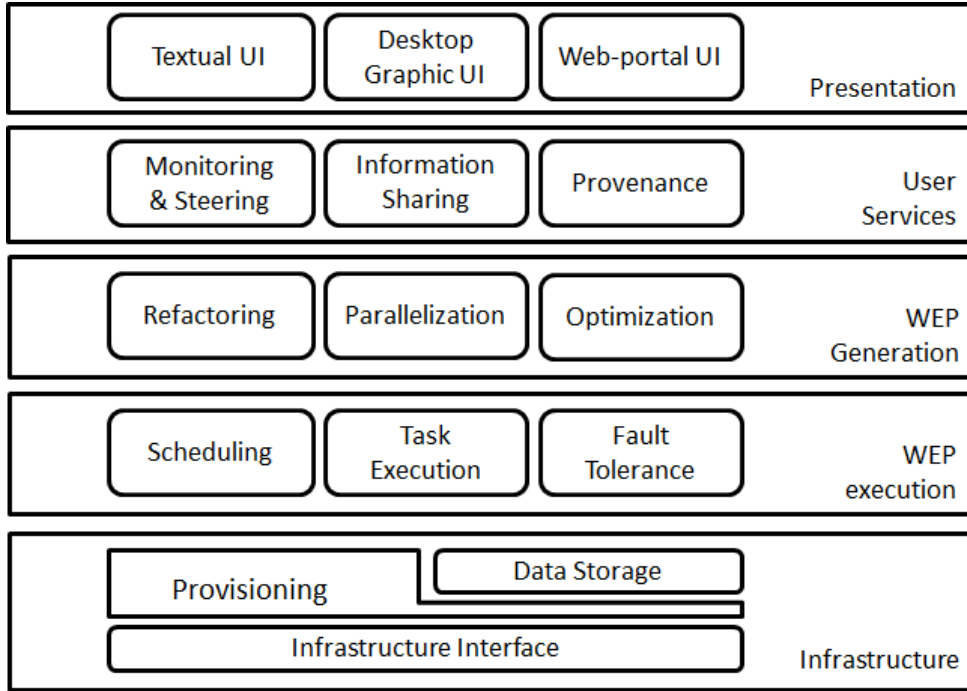 Textual UI
Desktop
Graphic UI
Web-portal UI
Presentation
Monitoring
& Steering
Information
Sharing
Provenance
User
Services
Refactoring
Parallelization
Optimization
WEP
Generation
Scheduling
Task
Execution
Fault
Tolerance
WEP
execution
Provisioning
Data Storage
Infrastructure Interface
Infrastructure